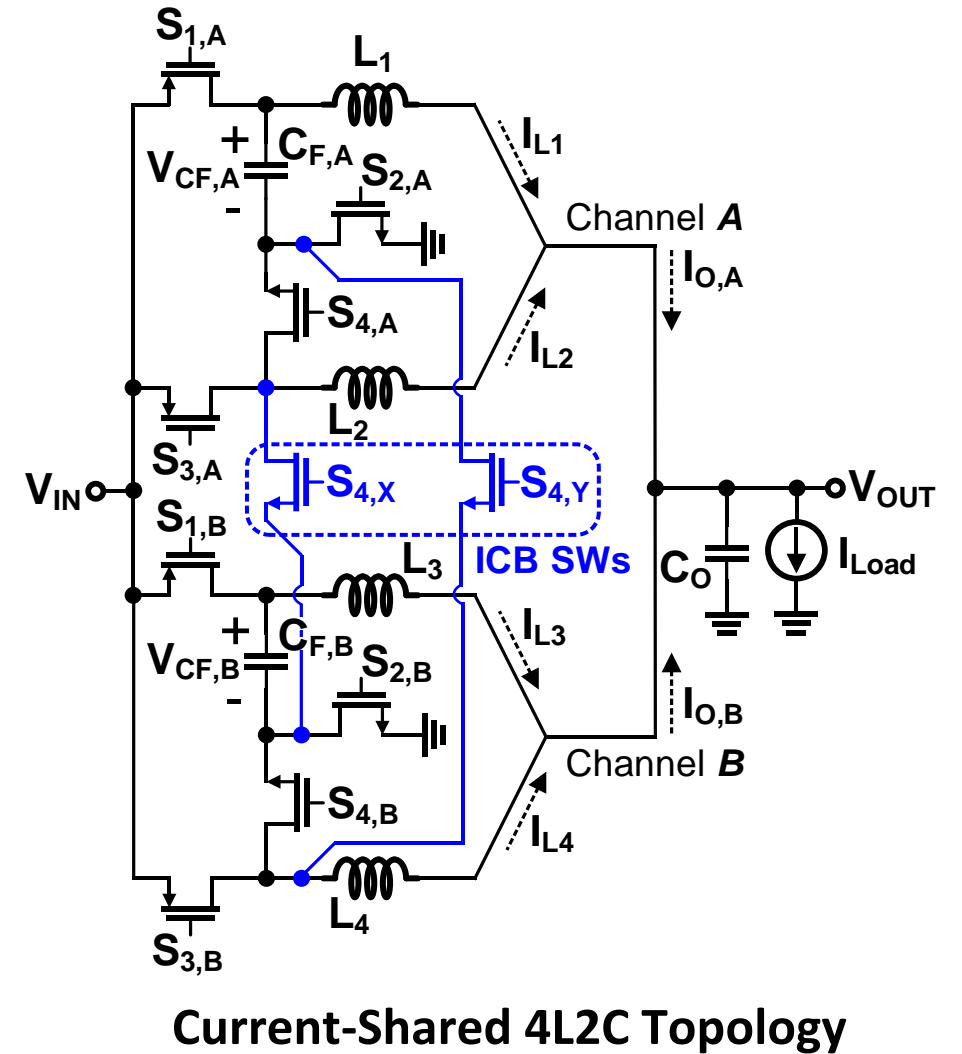 S1,A
L1
+
CF,A
VCF,A
-
S2,A
IL1
Channel A
IO,A
S4,A
IL2
L2
S3,A
S4,X
S4,Y
VIN
VOUT
S1,B
ICB SWs
L3
CO
ILoad
+
CF,B
VCF,B
-
S2,B
IL3
IO,B
Channel B
S4,B
IL4
L4
S3,B
Current-Shared 4L2C Topology